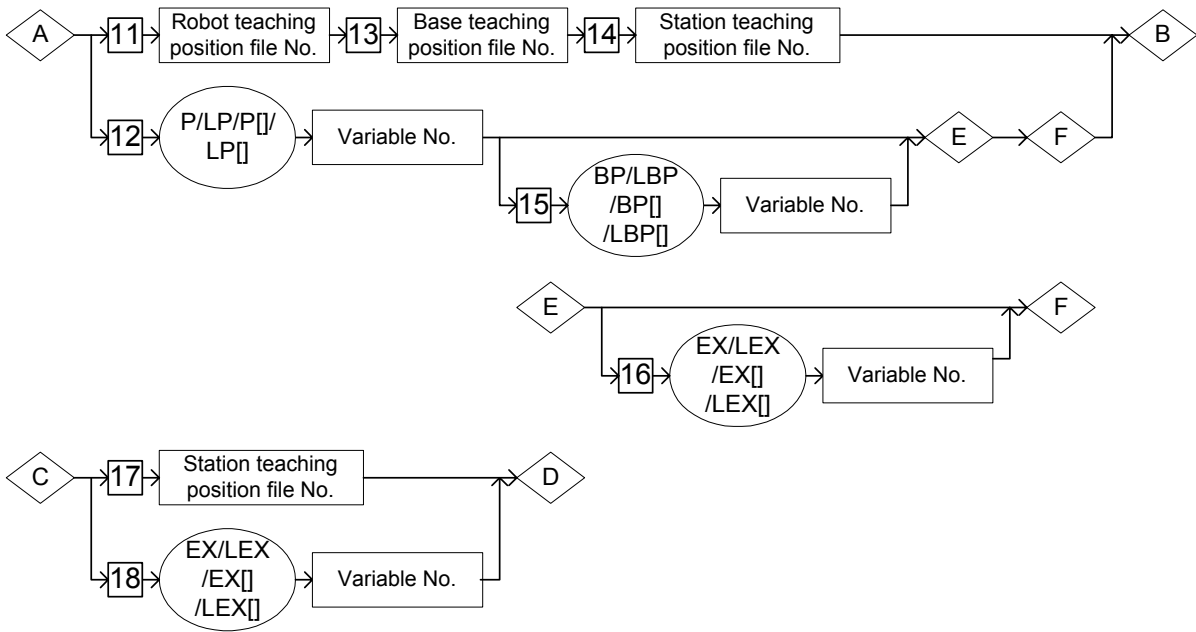 A
11
Robot teaching
position file No.
13
Base teaching
position file No.
14
Station teaching
position file No.
B
12
P/LP/P[]/
LP[]
Variable No.
E
F
15
BP/LBP
/BP[]
/LBP[]
Variable No.
E
F
16
EX/LEX
/EX[]
/LEX[]
Variable No.
C
17
Station teaching
position file No.
D
18
EX/LEX
/EX[]
/LEX[]
Variable No.